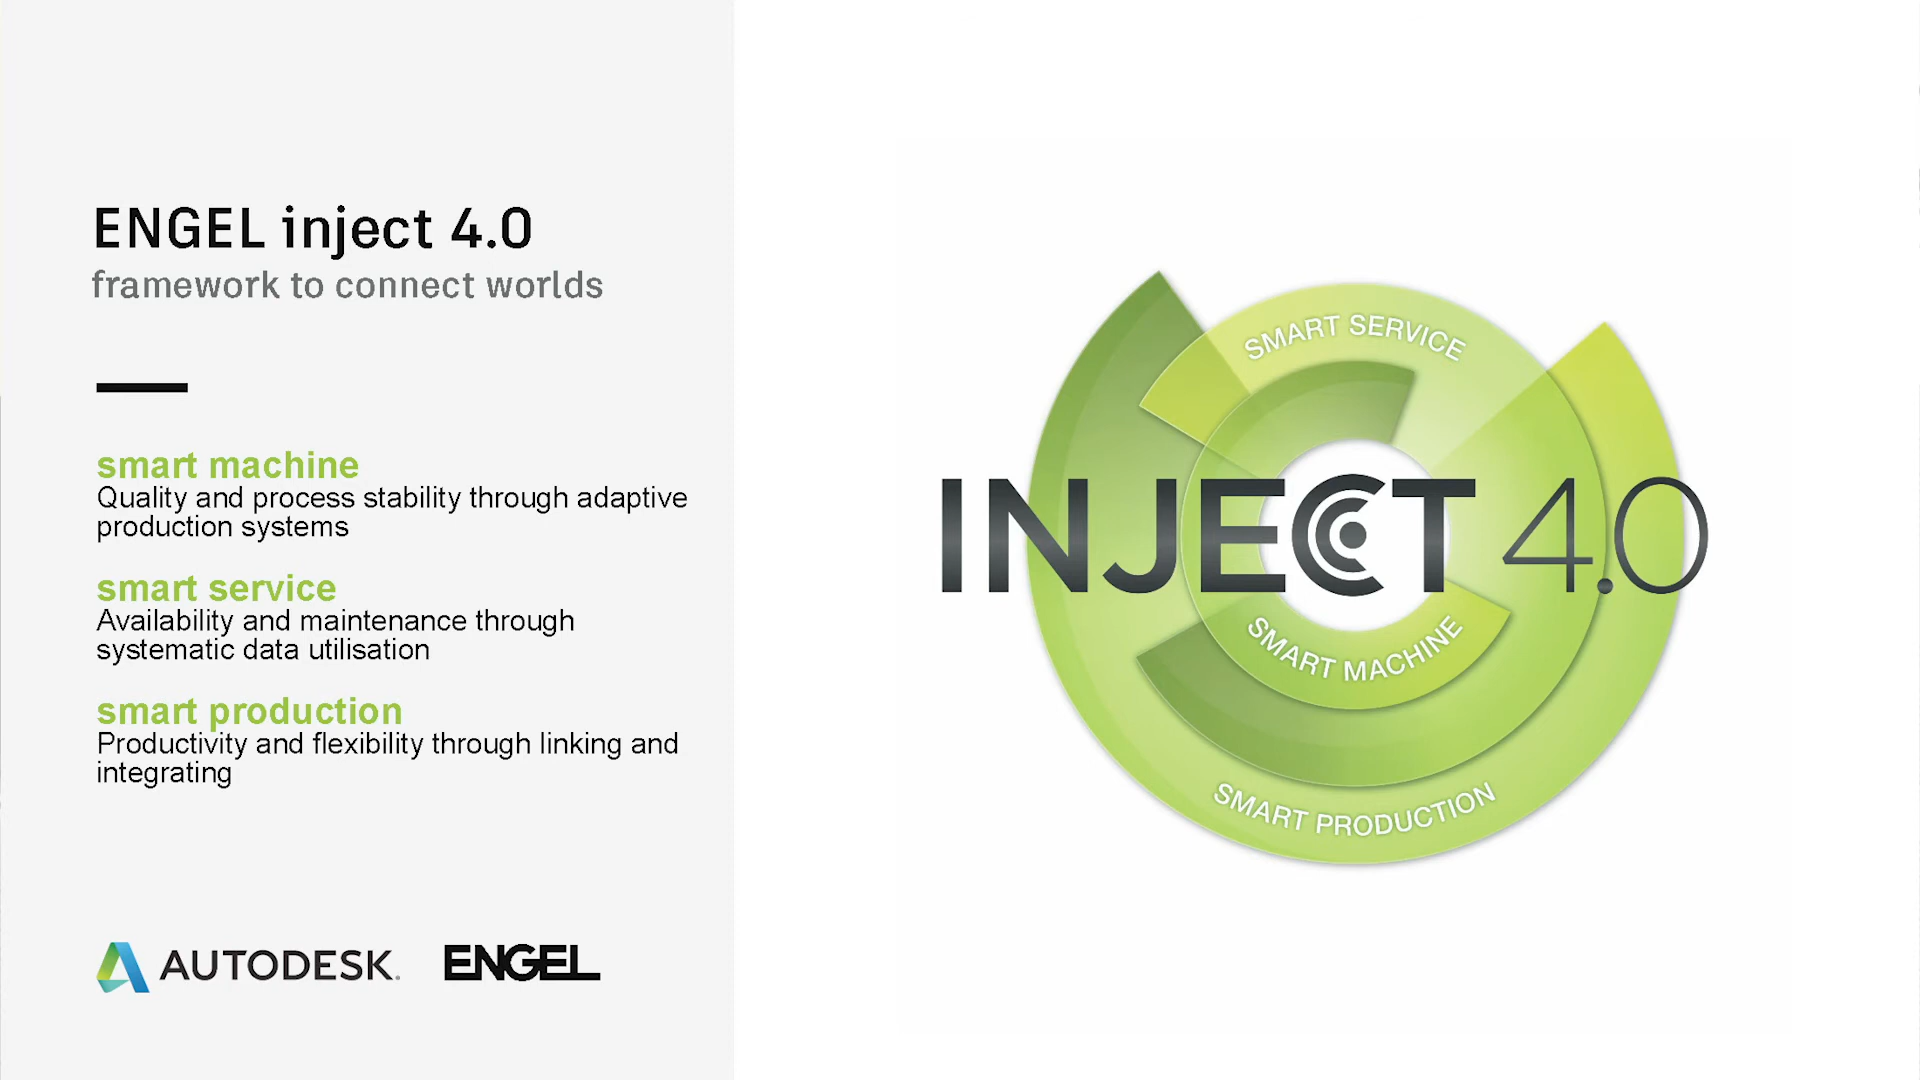 ENGEL inject 4.0
framework to connect worlds
smart machine
Quality and process stability through adaptive
production systems
smart service
Availability and maintenance through
systematic data utilisation
smart production
Productivity and flexibility through linking and
integrating
AUTODESK.
ENGEL
SMART SERVICE
INJECT 4.0
SMART MACHINE
SMART PRODUCTION